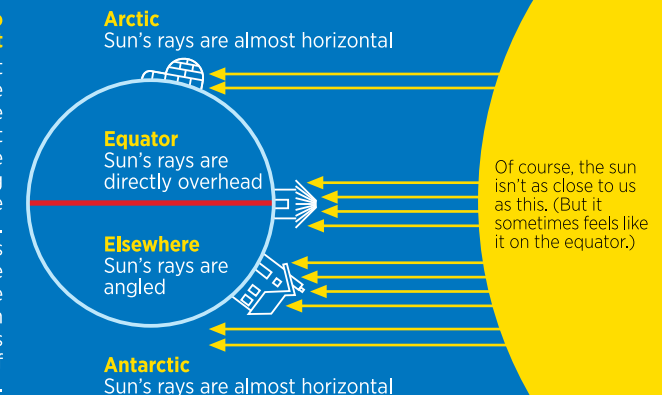 Arctic
Sun's rays are almost horizontal
Equator
Sun's rays are
directly overhead
Elsewhere
Sun's rays are
angled
Antarctic
Sun's rays are almost horizontal
Of course, the sun
isn't as close to us
as this. (But it
sometimes feels like
it on the equator.)